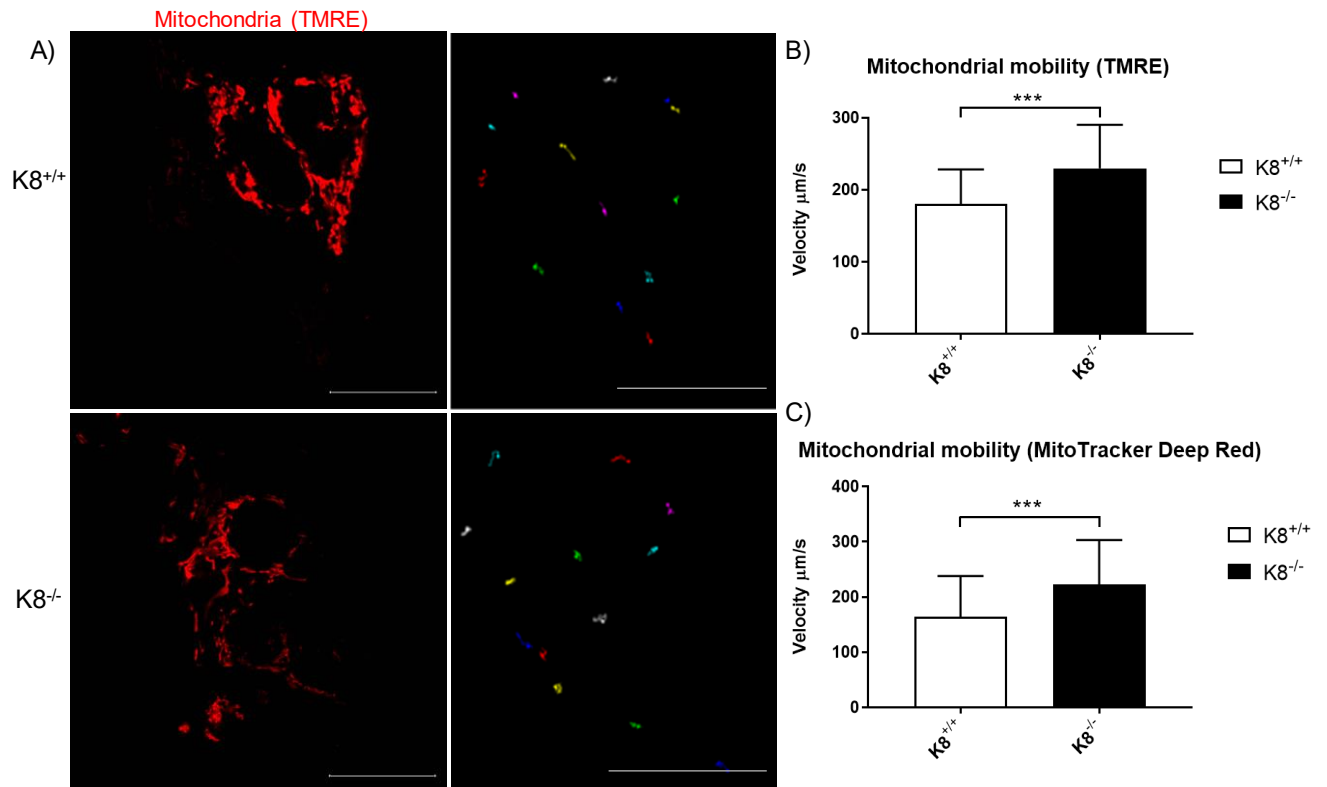 Mitochondria (TMRE)
A)
K8+/+
K8-/-
B)
Mitochondrial mobility (TMRE)
***
300
200
100
0
Velocity μm/s
K8+/+
K8-/-
K8+/+
K8-/-
C)
Mitochondrial mobility (MitoTracker Deep Red)
***
400
300
200
100
0
Velocity μm/s
K8+/+
K8-/-
K8+/+
K8-/-